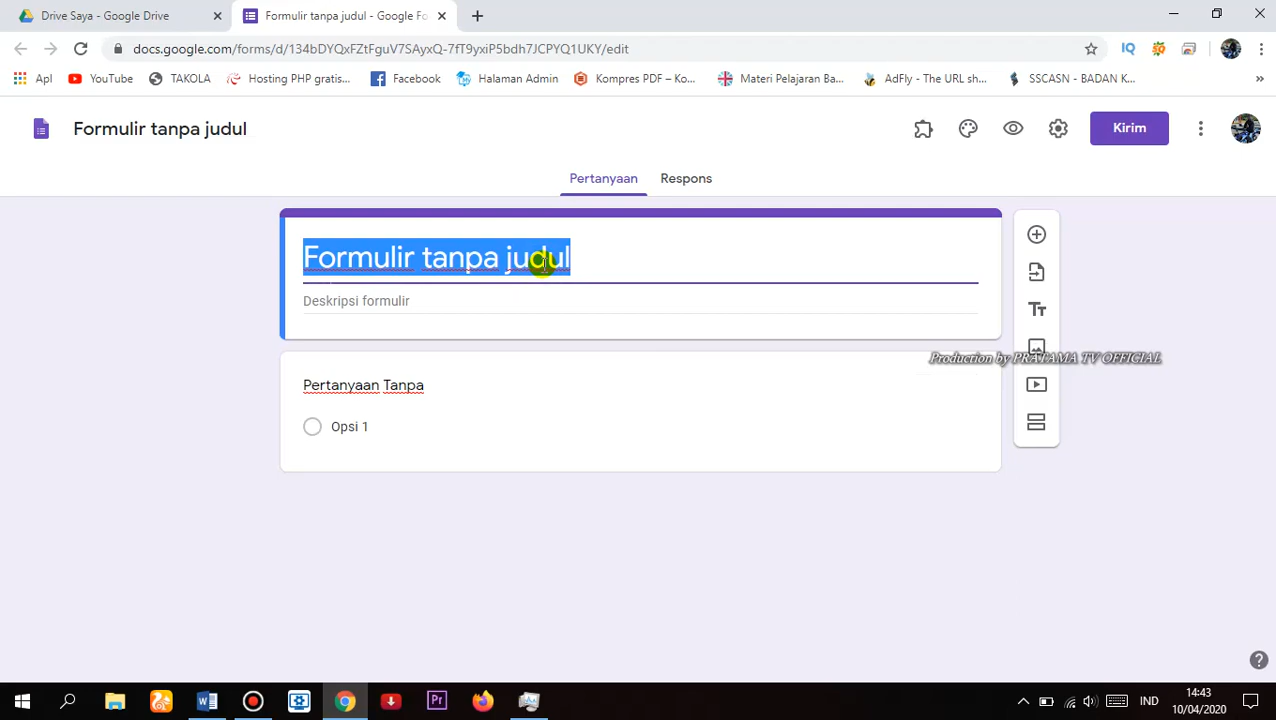 Drive Saya - Google Drive
Formulir tanpa judul - Google Fo
docs.google.com/forms/d/134bDYQxFZtFguV7SAyxQ-7fT9yxiP5bdh7JCPYQ1UKY/edit
IQ
Apl
YouTube
TAKOLA
Hosting PHP gratis...
Facebook
Halaman Admin
Kompres PDF – Ko...
Materi Pelajaran Ba...
AdFly - The URL sh...
SSCASN - BADAN K...
»
Formulir tanpa judul
Kirim
Pertanyaan
Respons
Formulir tanpa judul
Deskripsi formulir
Tт
Production by PRATAMA TV OFFICIAL
Pertanyaan Tanpa
Opsi 1
Pr
IND
14:43
10/04/2020